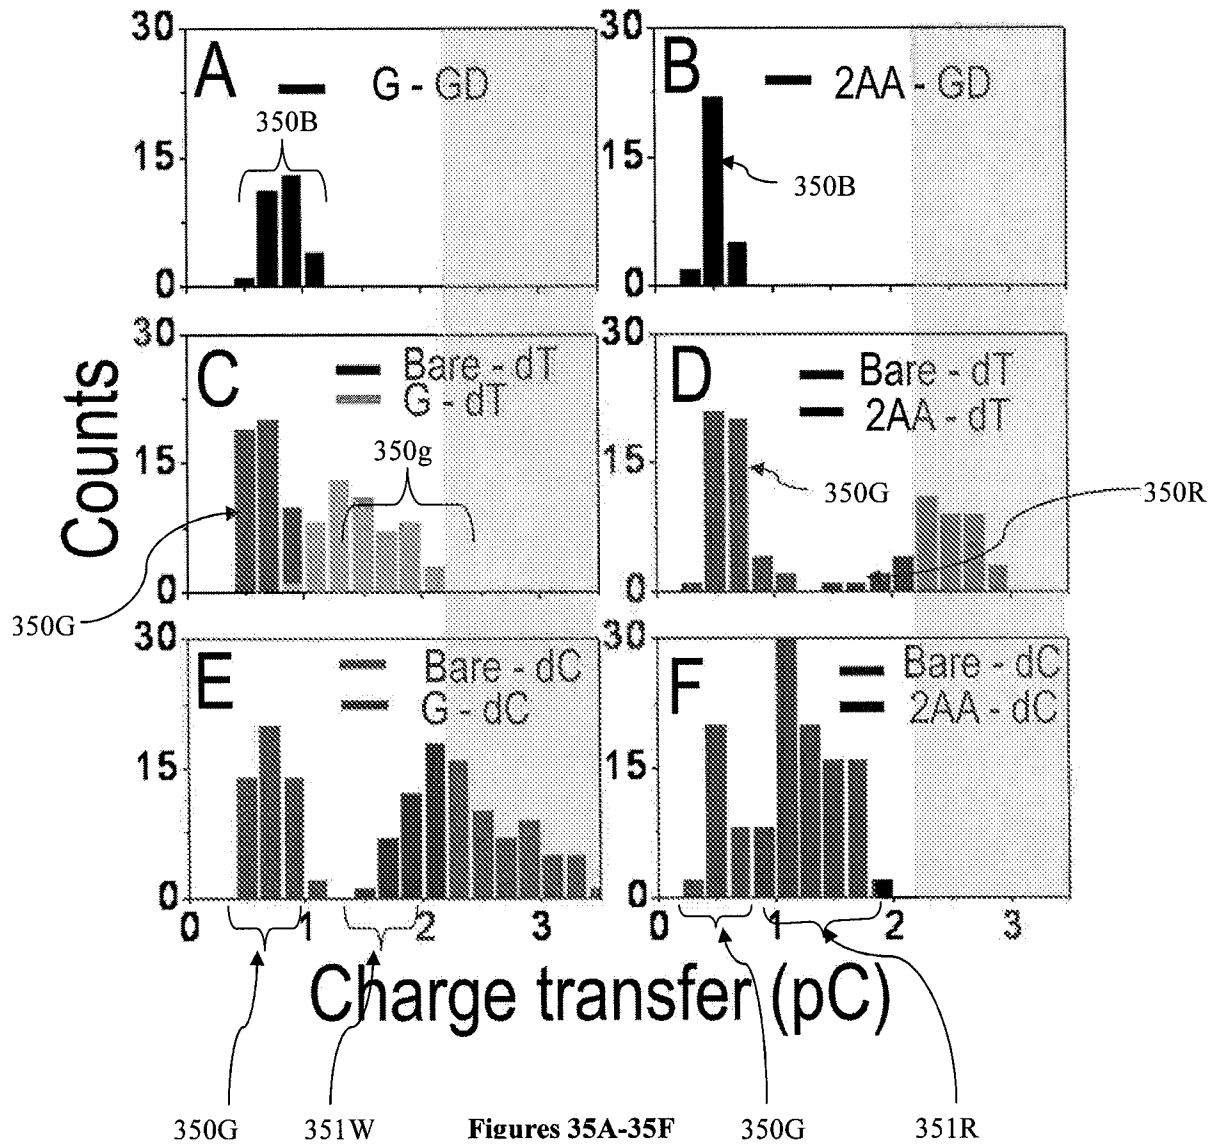 30
A
G - GD
350B
15
0
30
B
2AA - GD
350B
15
0
Counts
30
C
Bare - dT
G - dT
350g
15
0
350G
30
D
Bare - dT
2AA - dT
350G
350R
15
0
30
E
Bare - dC
G - dC
15
0
0 1 2 3
30
F
Bare - dC
2AA - dC
15
0
0 1 2 3
Charge transfer (pC)
350G 351W Figures 35A-35F 350G 351R